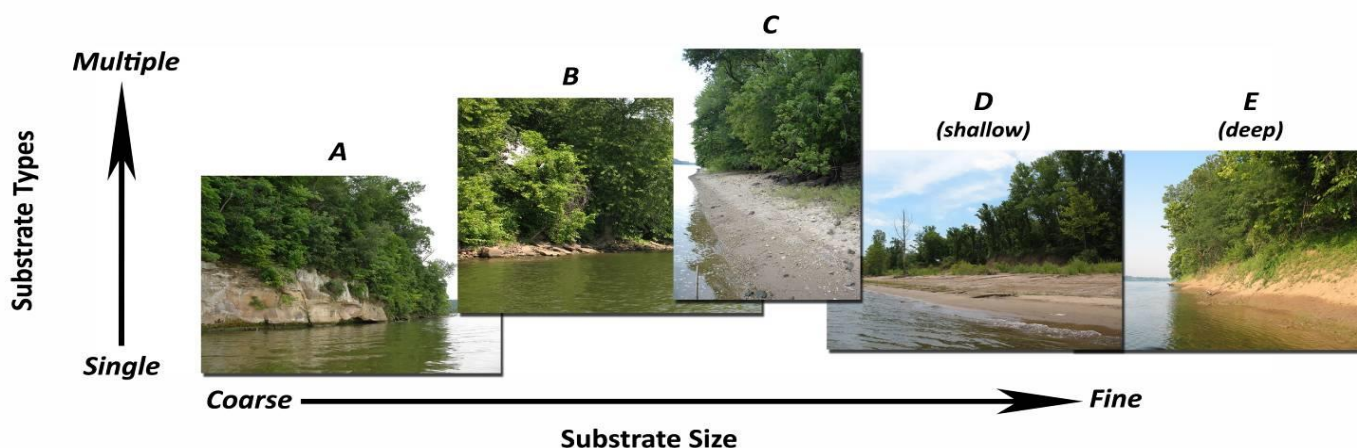 Multiple
Substrate Types
Single
A
B
C
D
(shallow)
E
(deep)
Coarse
Fine
Substrate Size